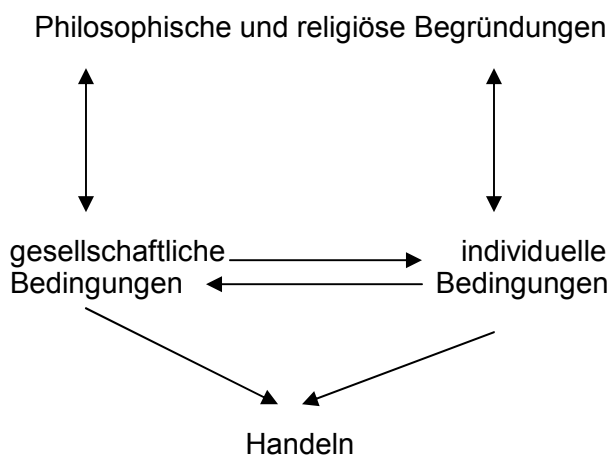 Philosophische und religiöse Begründungen
gesellschaftliche
Bedingungen
individuelle
Bedingungen
Handeln